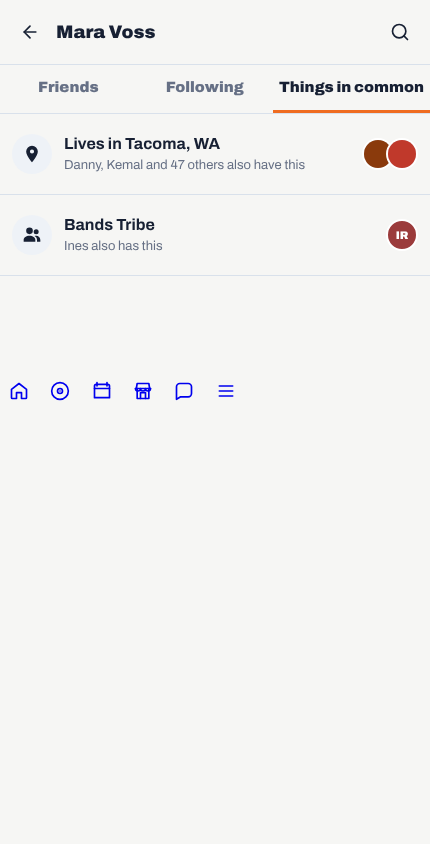 Mara Voss
Friends
Following
Things in common
Lives in Tacoma, WA
Danny, Kemal and 47 others also have this
Bands Tribe
Ines also has this
IR